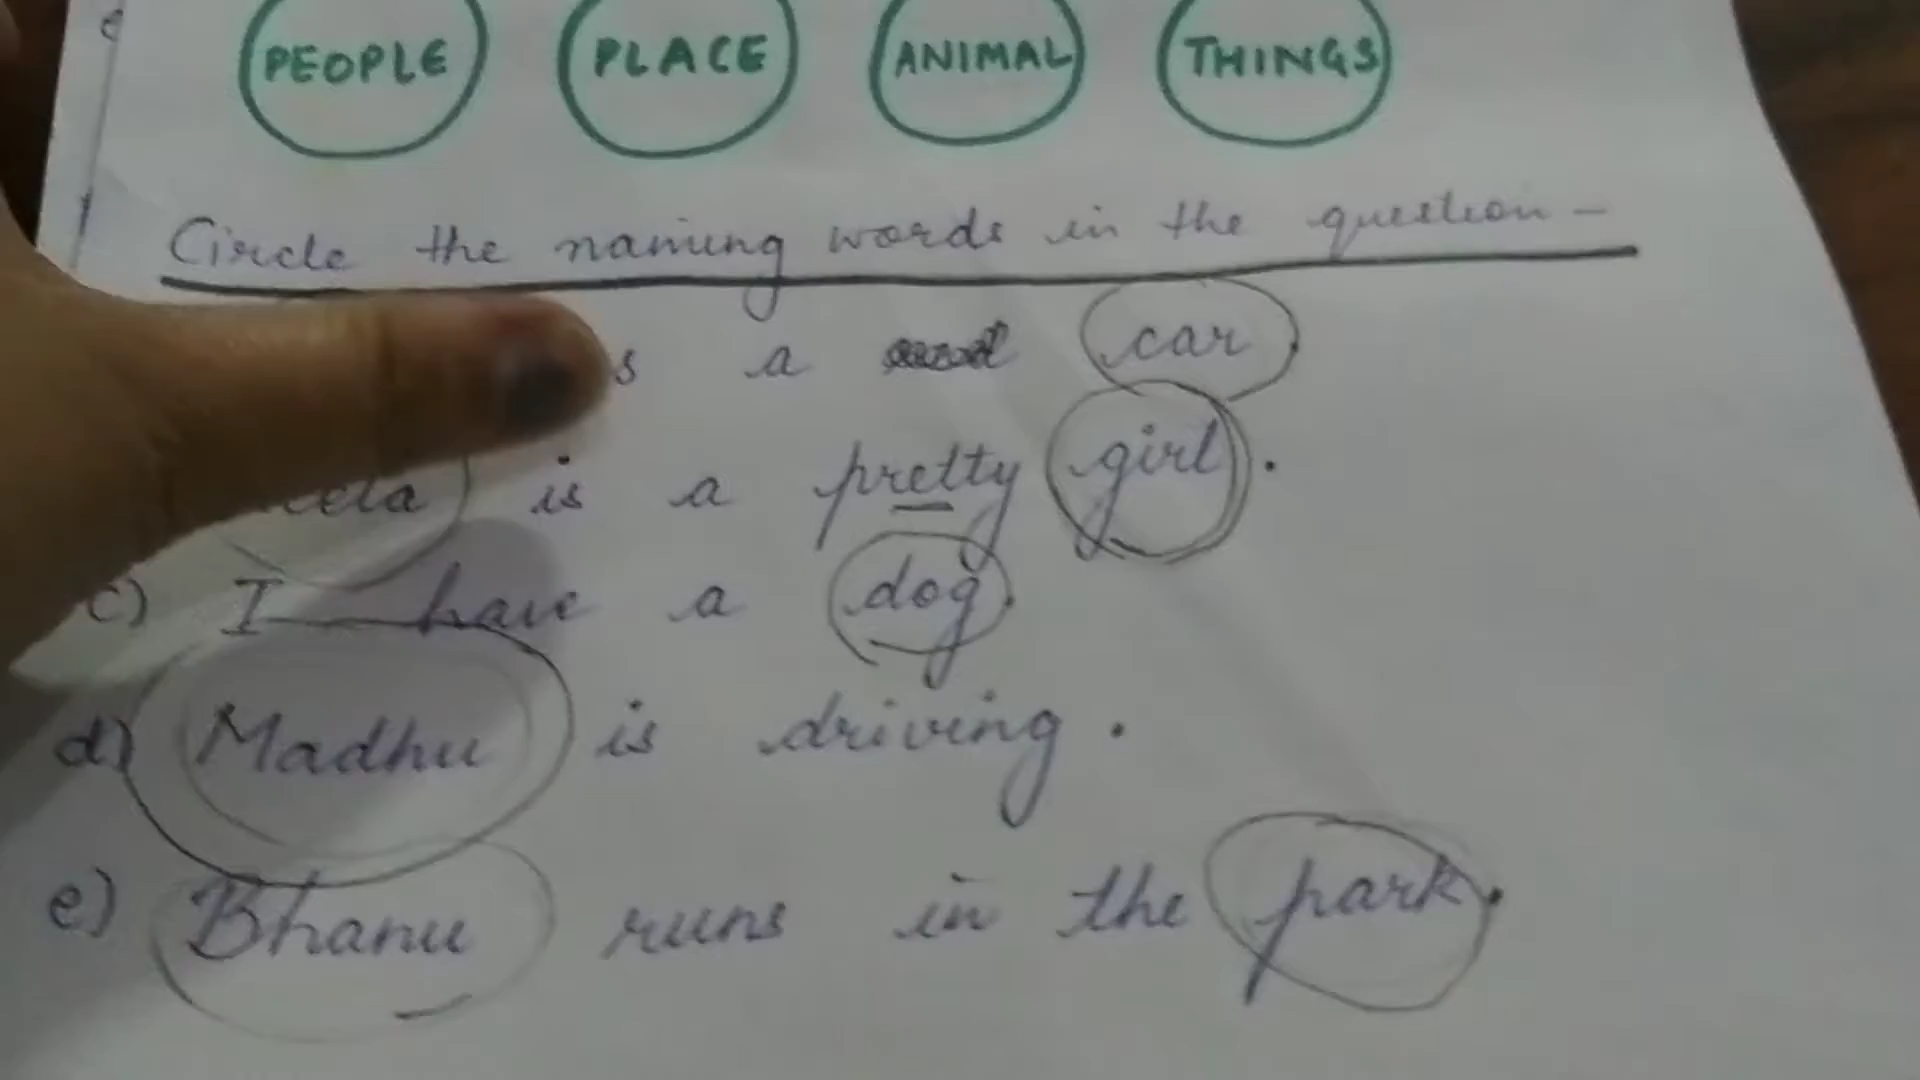 PEOPLE PLACE ANIMAL THINGS
Circle the naming words in the question -
a car
is a pretty girl.
c) I have a dog.
d) Madhu is driving.
e) Bhanu runs in the park.